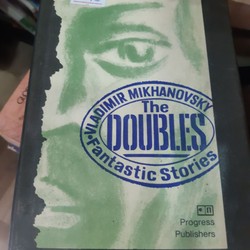 • VLADIMIR MIKHANOVSKY •
The
DOUBLES
Fantastic Stories
Progress
Publishers